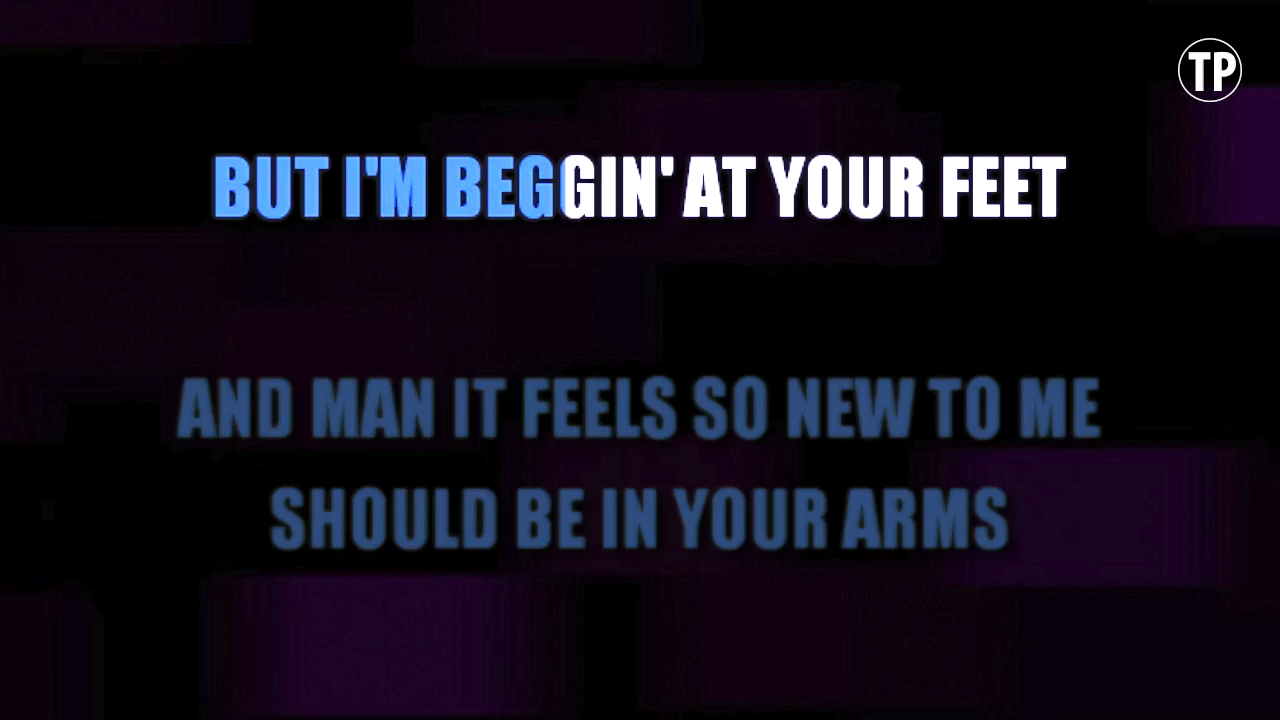 TP
BUT I'M BEGGIN' AT YOUR FEET
AND MAN IT FEELS SO NEW TO ME
SHOULD BE IN YOUR ARMS